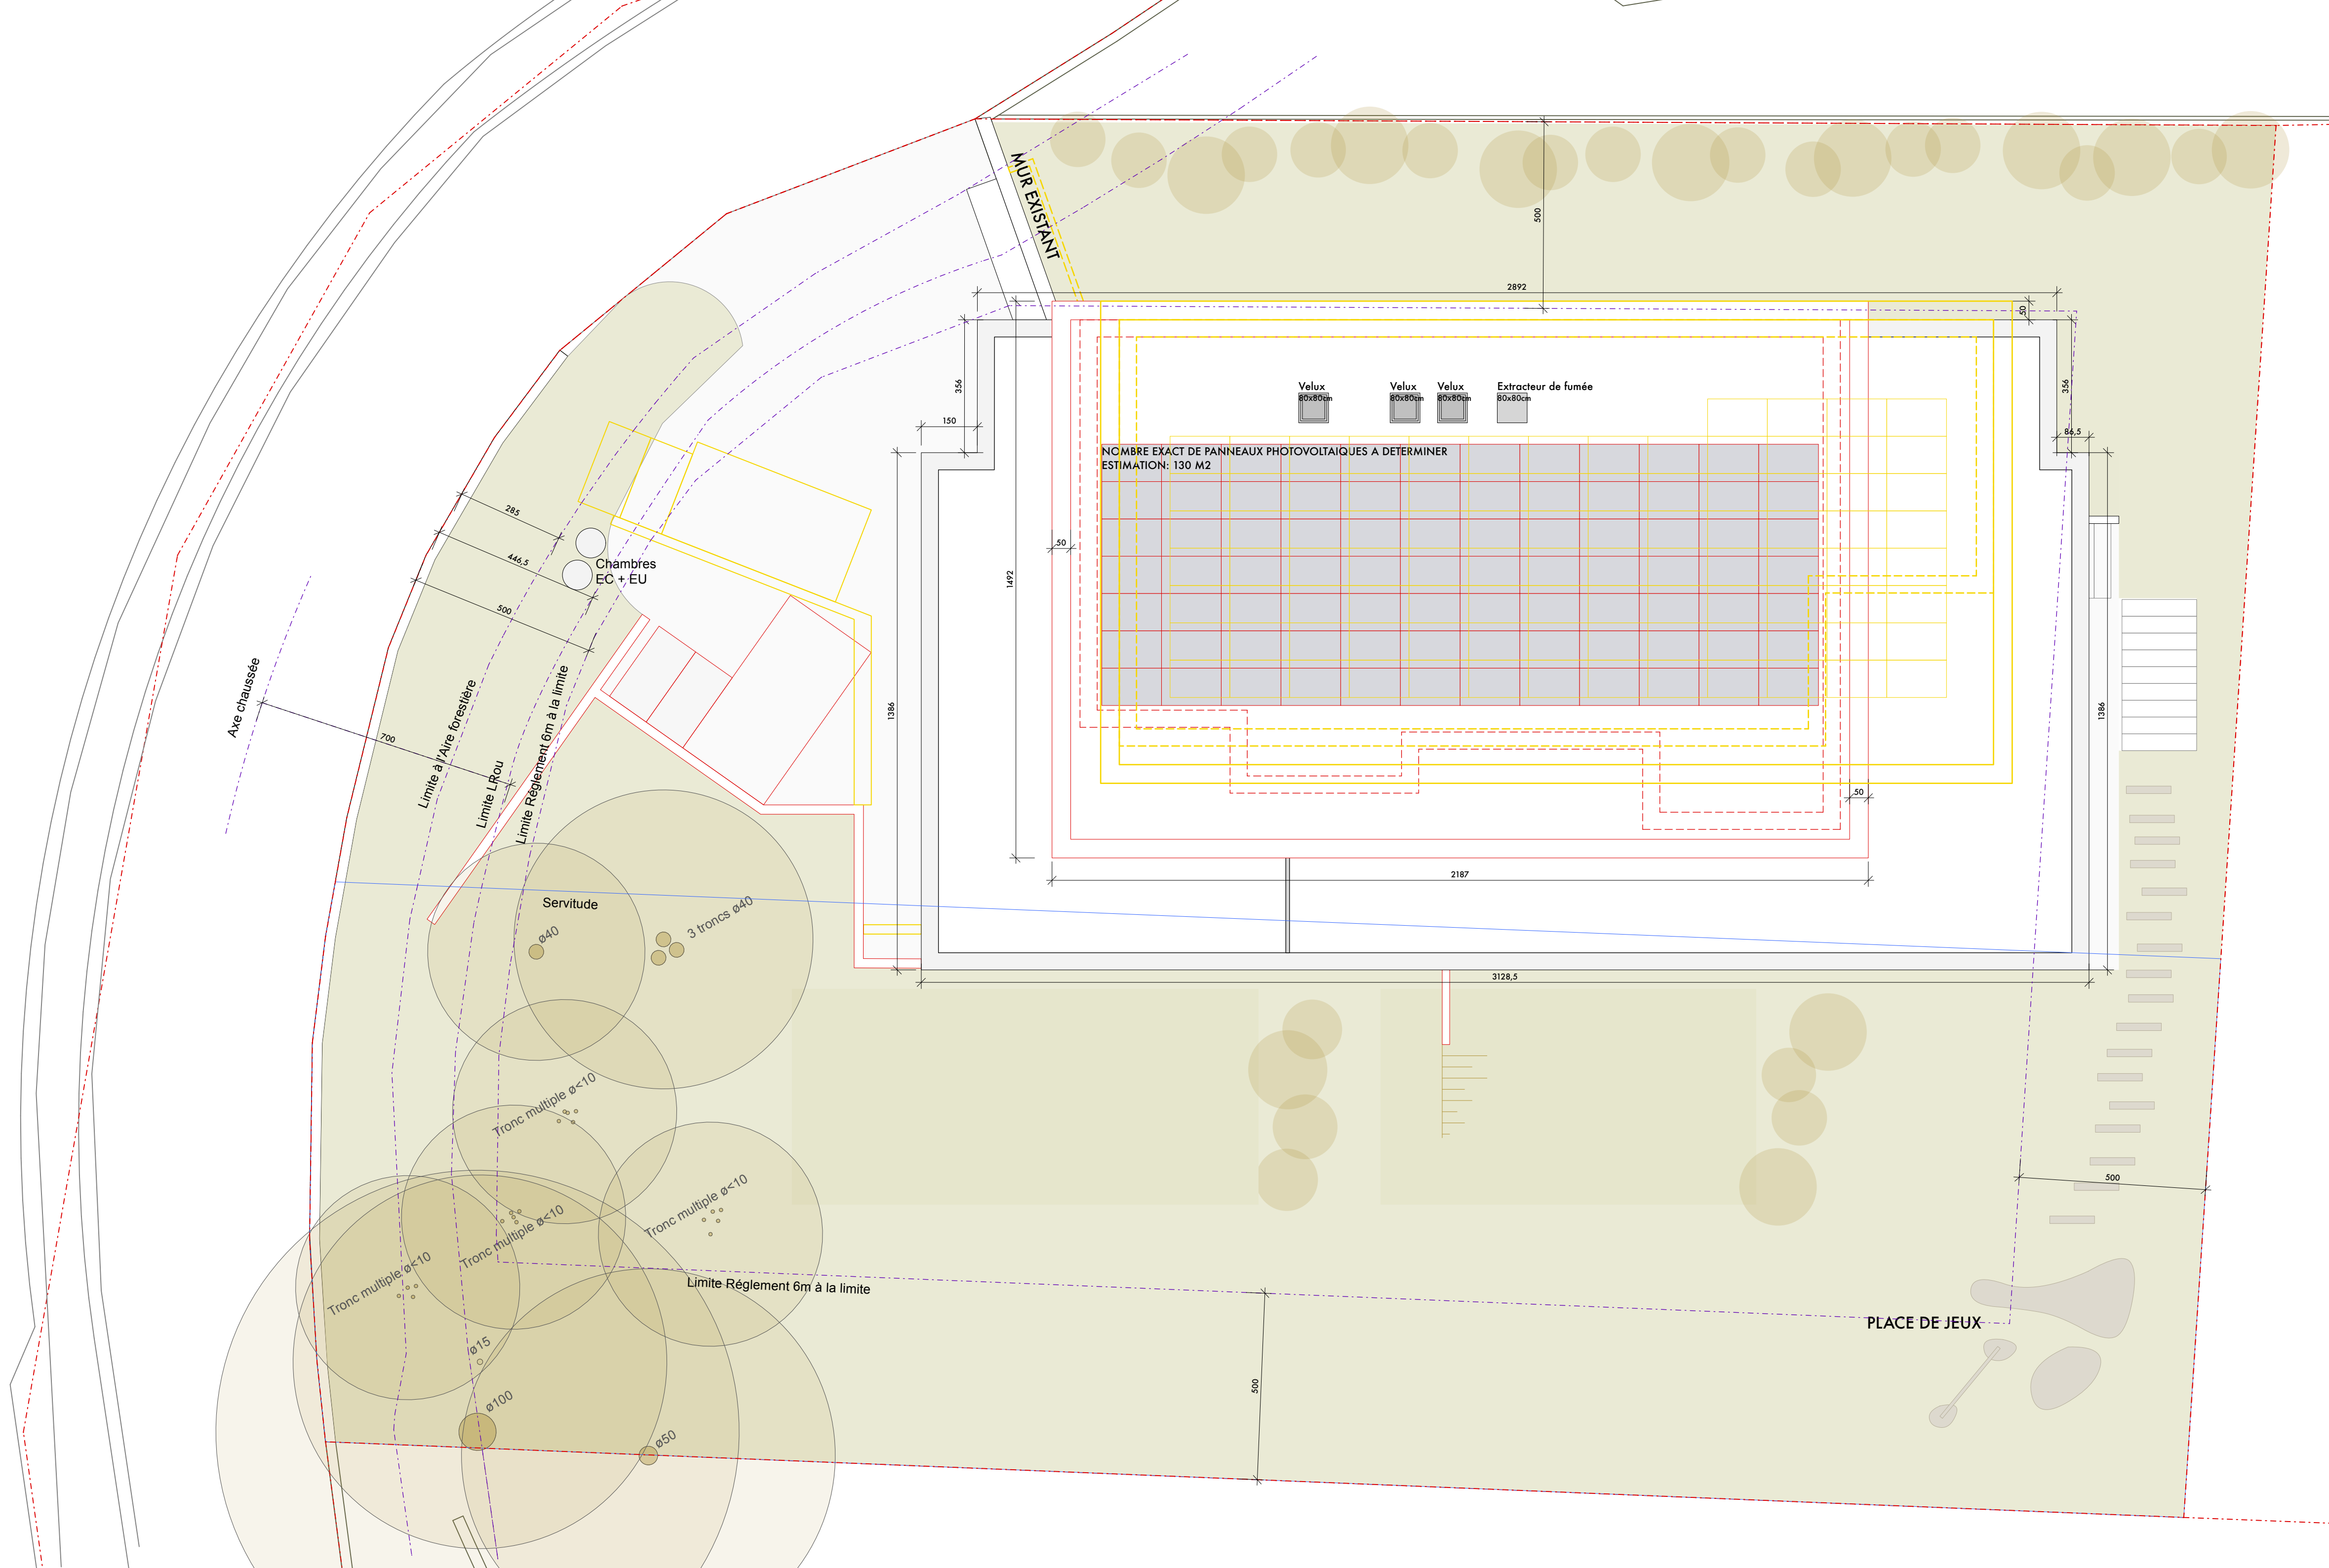 MUR EXISTANT
500
2892
50
356
356
150
86,5
Velux
80x80cm
Velux
80x80cm
Velux
80x80cm
Extracteur de fumée
80x80cm
NOMBRE EXACT DE PANNEAUX PHOTOVOLTAIQUES A DETERMINER
ESTIMATION: 130 M2
285
446,5
500
Chambres
EC + EU
50
1492
1386
1386
Axe chaussée
700
Limite à l'Aire forestière
Limite LRou
Limite Réglement 6m à la limite
50
2187
Servitude
ø40
3 troncs ø40
3128,5
Tronc multiple ø<10
Tronc multiple ø<10
Tronc multiple ø<10
Tronc multiple ø<10
500
Limite Réglement 6m à la limite
PLACE DE JEUX
ø15
ø100
ø50
500